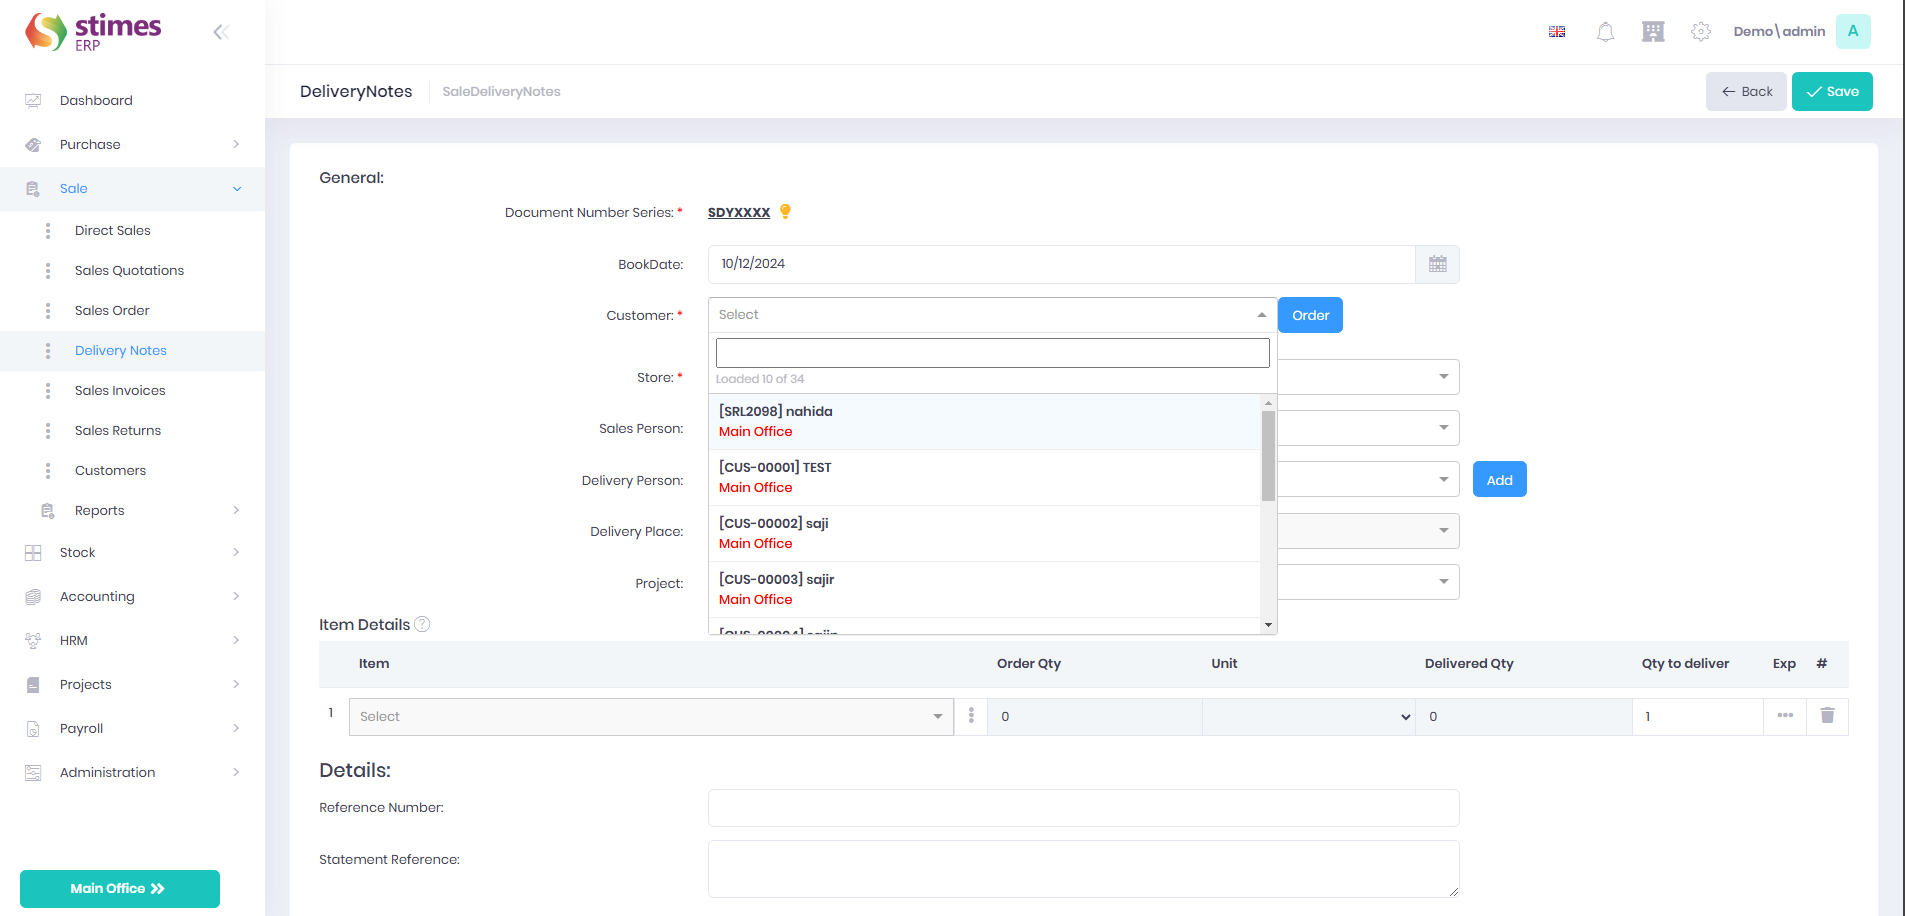 stimes
ERP
Demo\admin
A
DeliveryNotes
SaleDeliveryNotes
Back
Save
Dashboard
Purchase
Sale
Direct Sales
Sales Quotations
Sales Order
Delivery Notes
Sales Invoices
Sales Returns
Customers
Reports
Stock
Accounting
HRM
Projects
Payroll
Administration
Main Office
General:
Document Number Series: * SDYXXXX
BookDate: 10/12/2024
Customer: * Select Order
Loaded 10 of 34
Store: *
[SRL2098] nahida
Main Office
Sales Person:
[CUS-00001] TEST
Main Office
Delivery Person: Add
[CUS-00002] saji
Main Office
Delivery Place:
[CUS-00003] sajir
Main Office
Project:
Item Details ?
Item Order Qty Unit Delivered Qty Qty to deliver Exp #
1 Select 0 0 1
Details:
Reference Number:
Statement Reference: